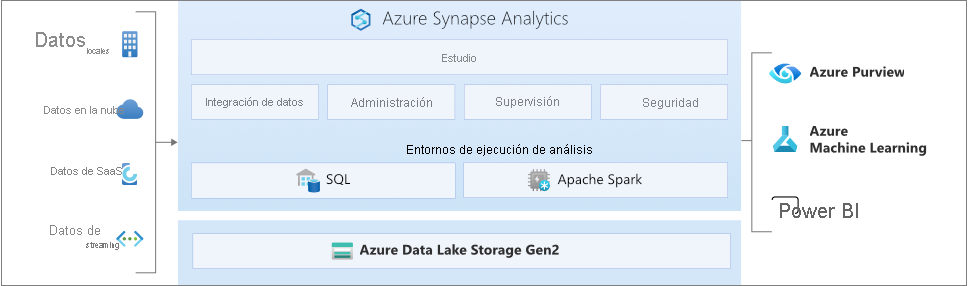 Azure Synapse Analytics
Datos
locales
Estudio
Datos en la nube
Integración de datos
Administración
Supervisión
Seguridad
Azure Purview
Azure
Machine Learning
Entornos de ejecución de análisis
Datos de SaaS
SQL
Apache Spark
Power BI
Datos de
streaming
Azure Data Lake Storage Gen2